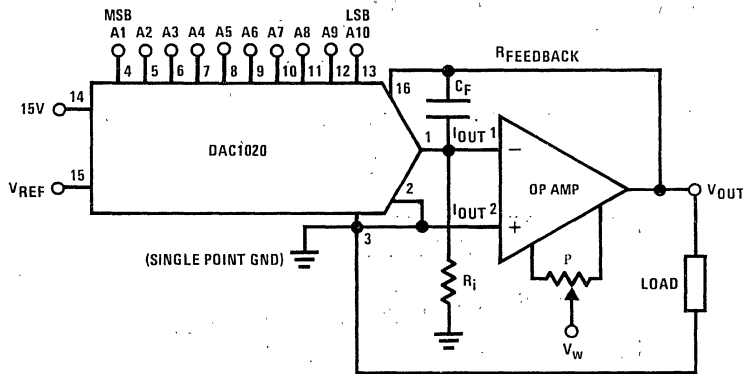 MSB LSB
A1 A2 A3 A4 A5 A6 A7 A8 A9 A10
4 5 6 7 8 9 10 11 12 13
RFEEDBACK
16
CF
14
15V
DAC1020
1
IOUT 1
−
OP AMP
VOUT
15
VREF
2
IOUT 2
+
3
(SINGLE POINT GND)
Ri
P
LOAD
VW